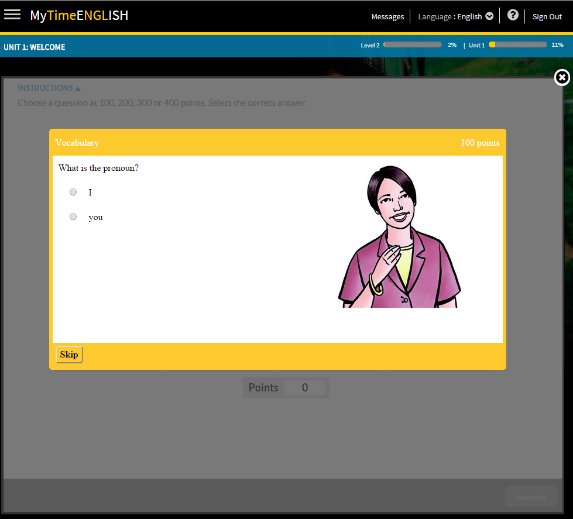 MyTimeENGLISH
Messages Language : English ? Sign Out
UNIT 1: WELCOME
Level 2 2% | Unit 1 11%
INSTRUCTIONS ▲
Choose a question at 100, 200, 300 or 400 points. Select the correct answer.
Vocabulary 100 points
What is the pronoun?
I
you
Skip
Points 0